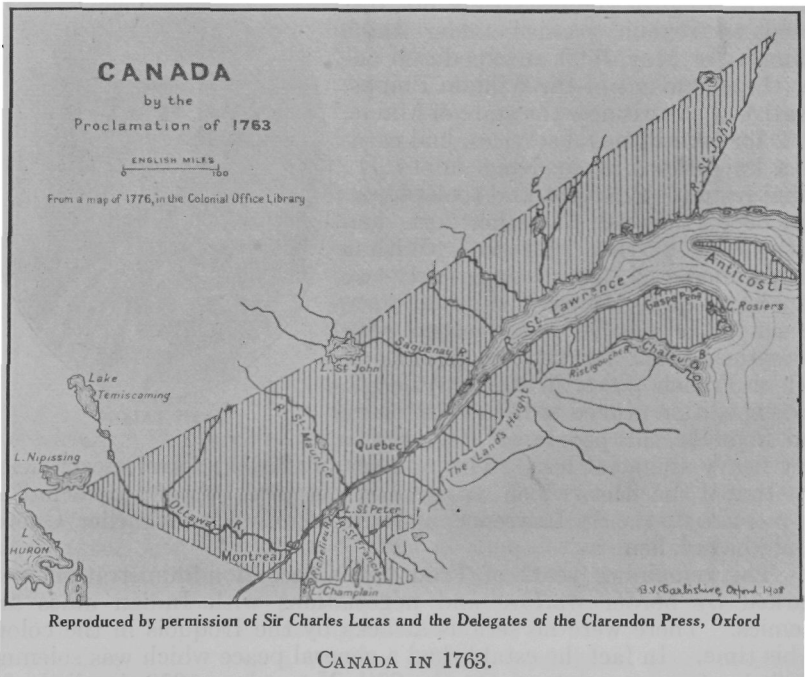 CANADA
by the
Proclamation of 1763
ENGLISH MILES
0 100
From a map of 1776, in the Colonial Office Library
R. St. John
Anticosti
Gaspe Pen.
C. Rosiers
R. St. Lawrence
Chaleur B.
Ristigouche
Saguenay R.
L. St John
The Land's Height
Lake
Temiscaming
R. St. Maurice
Quebec
L. Nipissing
Ottawa R.
L. St Peter
Richelieu R.
R. St Francis
L.
HURON
Montreal
L. Champlain
B.V. Darbishire, Oxford, 1908
Reproduced by permission of Sir Charles Lucas and the Delegates of the Clarendon Press, Oxford
CANADA IN 1763.